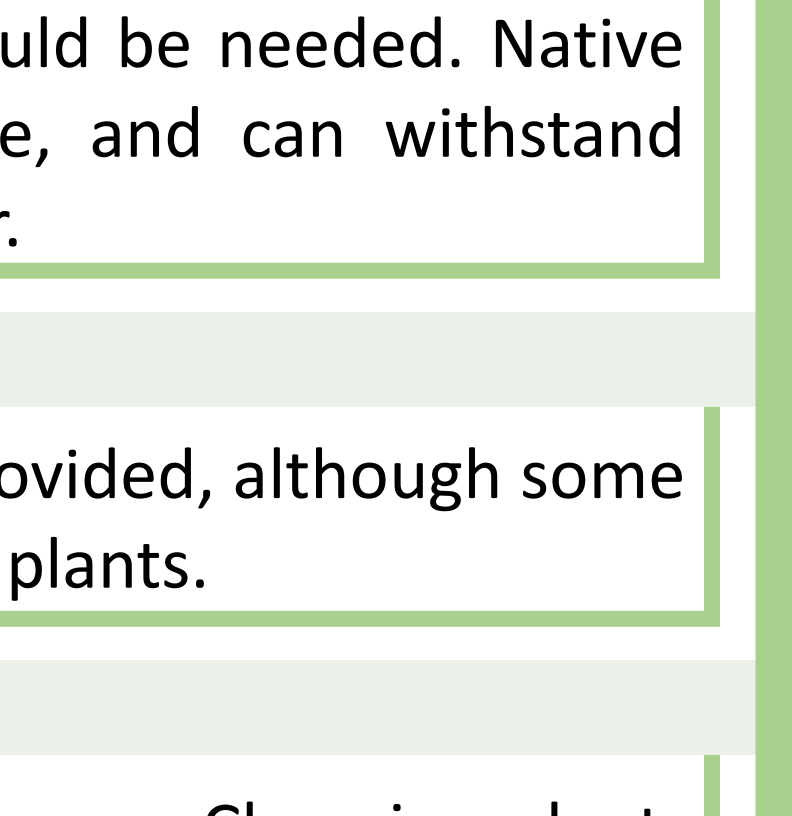 uld be needed. Native
e, and can withstand
r.
ovided, although some
plants.